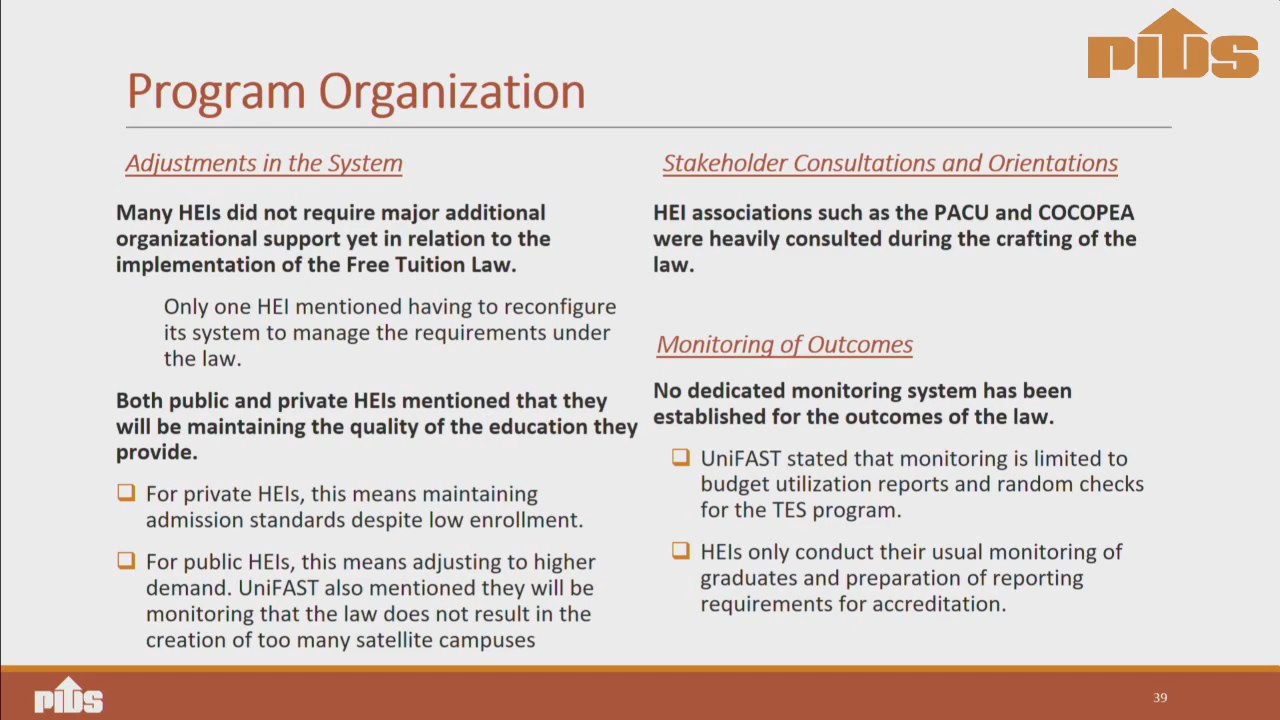 PIDS
Program Organization
Adjustments in the System
Many HEIs did not require major additional
organizational support yet in relation to the
implementation of the Free Tuition Law.
Only one HEI mentioned having to reconfigure
its system to manage the requirements under
the law.
Both public and private HEIs mentioned that they
will be maintaining the quality of the education they
provide.
For private HEIs, this means maintaining
admission standards despite low enrollment.
For public HEIs, this means adjusting to higher
demand. UniFAST also mentioned they will be
monitoring that the law does not result in the
creation of too many satellite campuses
Stakeholder Consultations and Orientations
HEI associations such as the PACU and COCOPEA
were heavily consulted during the crafting of the
law.
Monitoring of Outcomes
No dedicated monitoring system has been
established for the outcomes of the law.
UniFAST stated that monitoring is limited to
budget utilization reports and random checks
for the TES program.
HEIs only conduct their usual monitoring of
graduates and preparation of reporting
requirements for accreditation.
PIDS
39